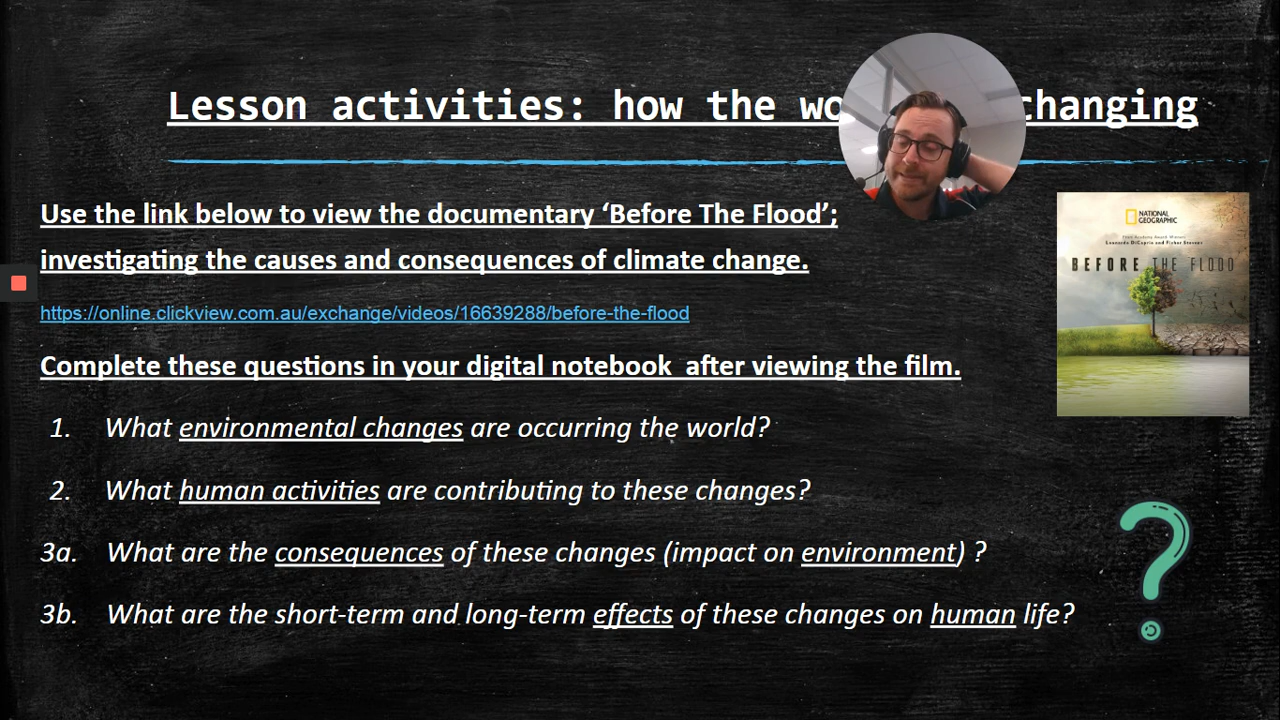 Lesson activities: how the wo changing
Use the link below to view the documentary ‘Before The Flood’;
investigating the causes and consequences of climate change.
https://online.clickview.com.au/exchange/videos/16639288/before-the-flood
Complete these questions in your digital notebook after viewing the film.
1. What environmental changes are occurring the world?
2. What human activities are contributing to these changes?
3a. What are the consequences of these changes (impact on environment) ?
3b. What are the short-term and long-term effects of these changes on human life?
NATIONAL
GEOGRAPHIC
Leonardo DiCaprio and Fisher Stevens
BEFORE THE FLOOD